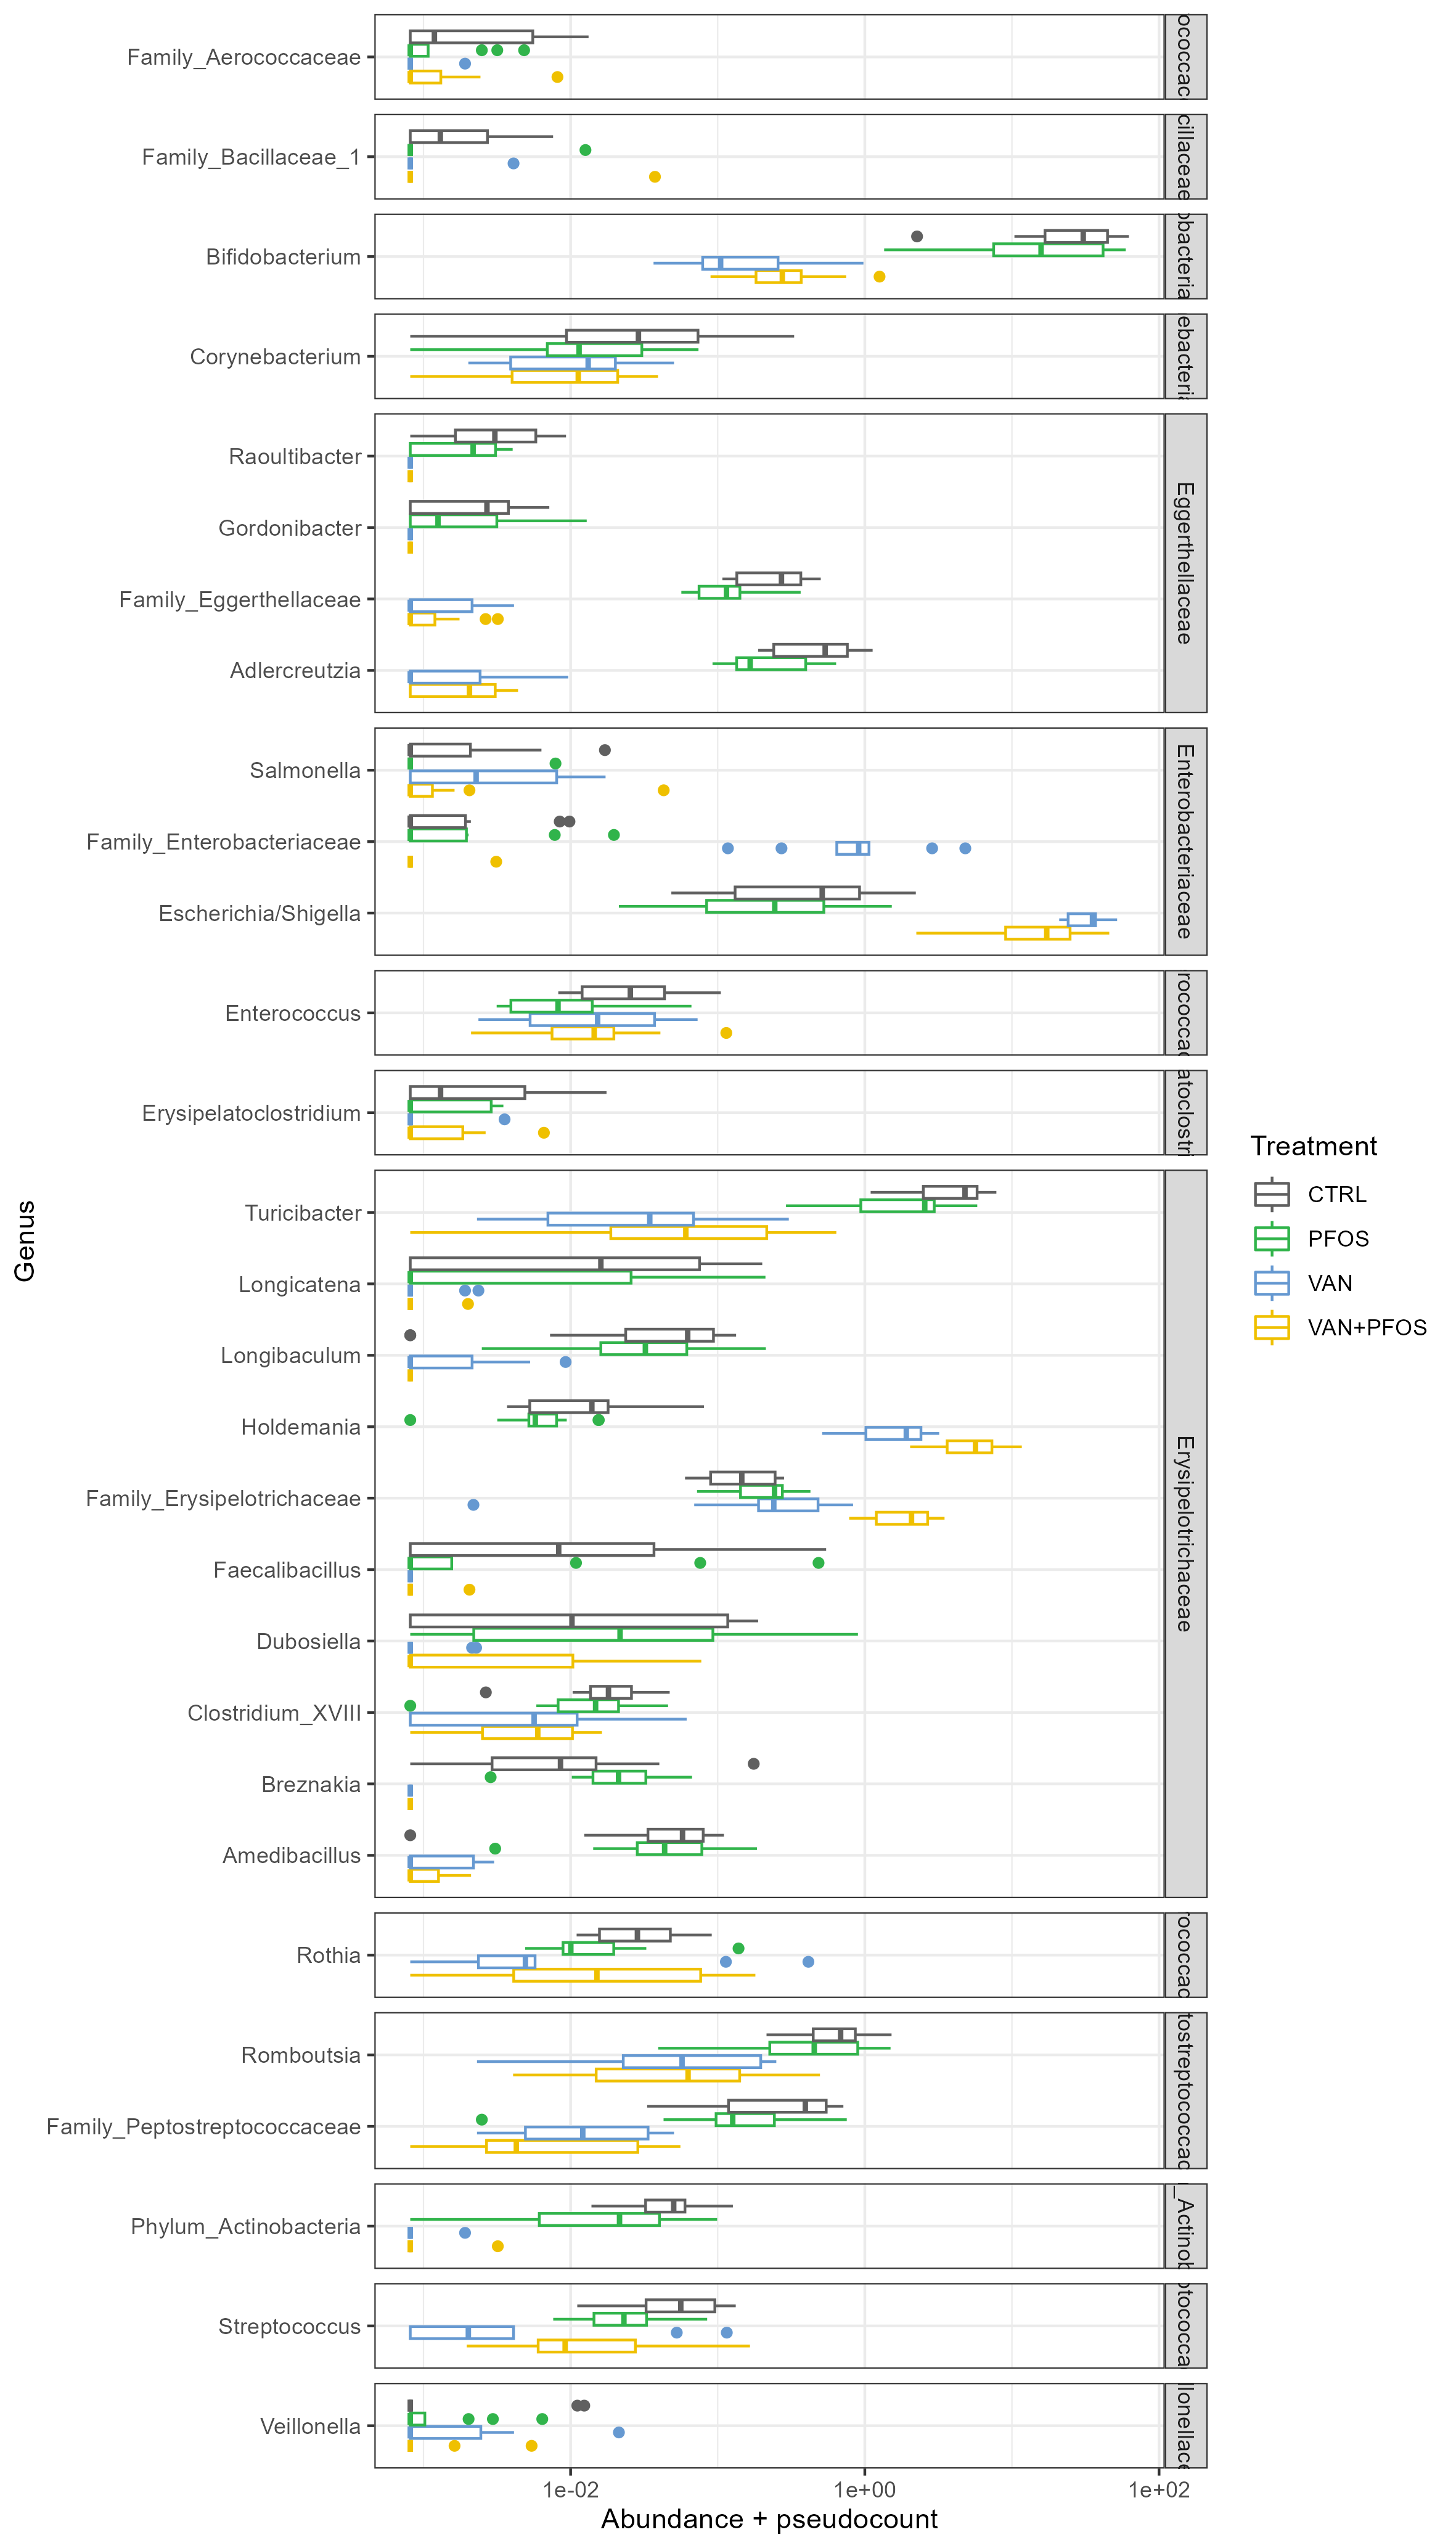 Family_Aerococcaceae
Family_Bacillaceae_1
Bifidobacterium
Corynebacterium
Raoultibacter
Gordonibacter
Family_Eggerthellaceae
Adlercreutzia
Eggerthellaceae
Salmonella
Family_Enterobacteriaceae
Escherichia/Shigella
Enterobacteriaceae
Enterococcus
Erysipelatoclostridium
Turicibacter
Longicatena
Longibaculum
Holdemania
Family_Erysipelotrichaceae
Faecalibacillus
Dubosiella
Clostridium_XVIII
Breznakia
Amedibacillus
Erysipelotrichaceae
Rothia
Romboutsia
Family_Peptostreptococcaceae
Phylum_Actinobacteria
Streptococcus
Veillonella
1e-02 1e+00 1e+02
Abundance + pseudocount
Genus
Treatment
CTRL
PFOS
VAN
VAN+PFOS